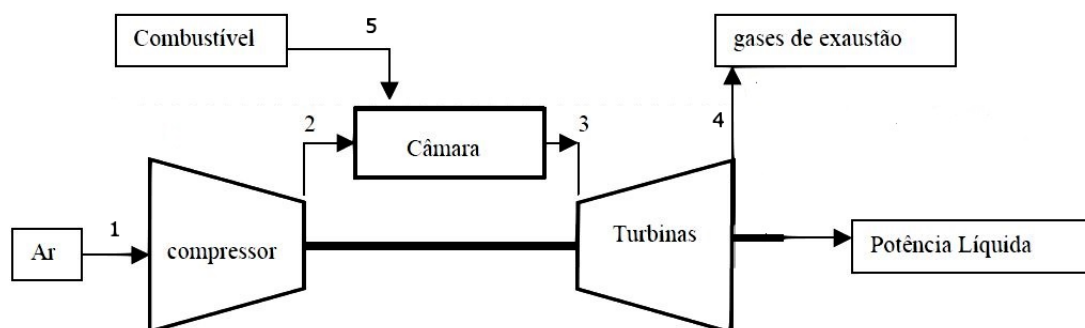 Combustível
5
gases de exaustão
2
Câmara
3
4
Ar
1
compressor
Turbinas
Potência Líquida